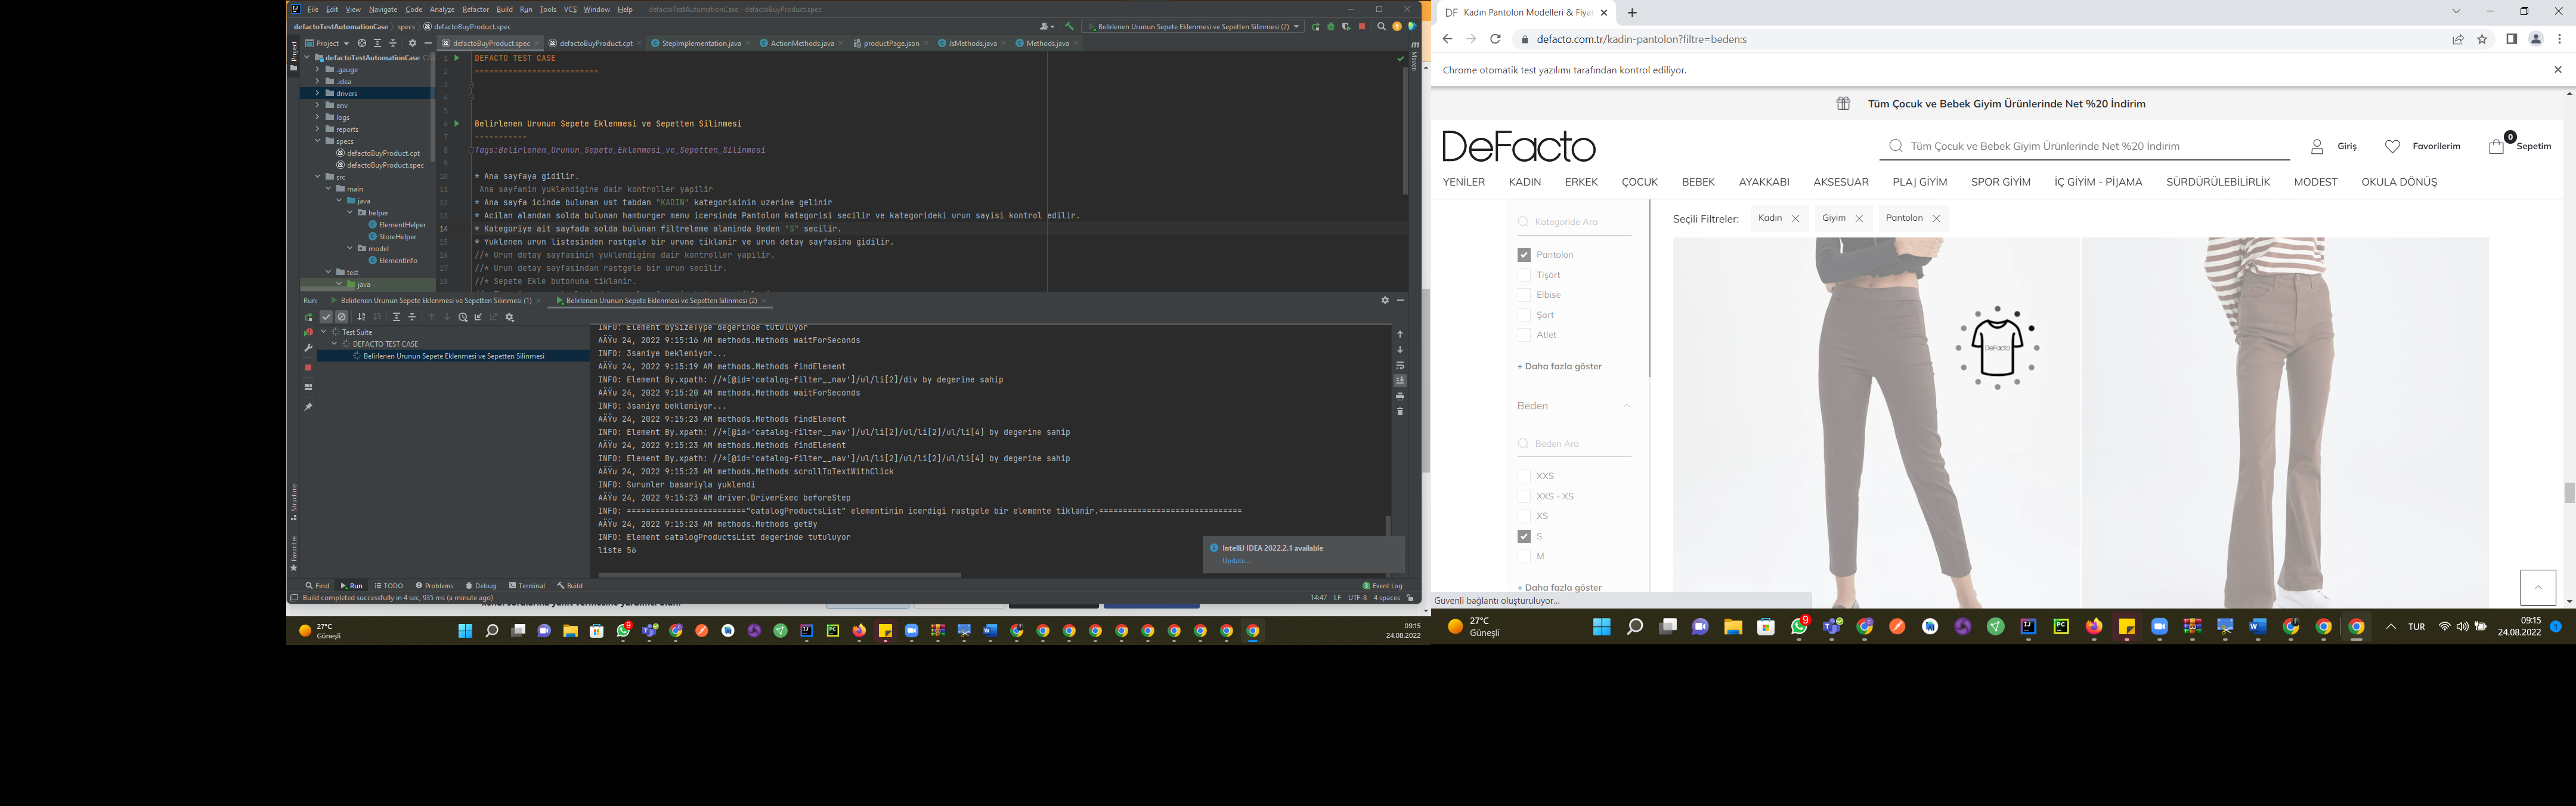 File Edit View Navigate Code Analyze Refactor Build Run Tools VCS Window Help defactoTestAutomationCase - defactoBuyProduct.spec
defactoTestAutomationCase specs defactoBuyProduct.spec
Belirlenen Urunun Sepete Eklenmesi ve Sepetten Silinmesi (2)
Project
defactoBuyProduct.spec defactoBuyProduct.cpt StepImplementation.java ActionMethods.java productPage.json JsMethods.java Methods.java
Project
Maven
defactoTestAutomationCase
.gauge
.idea
drivers
env
logs
reports
specs
defactoBuyProduct.cpt
defactoBuyProduct.spec
src
main
java
helper
ElementHelper
StoreHelper
model
ElementInfo
test
java
1 DEFACTO TEST CASE
2 ==========================
3
4
5
6 Belirlenen Urunun Sepete Eklenmesi ve Sepetten Silinmesi
7 -----------
8 Tags:Belirlenen_Urunun_Sepete_Eklenmesi_ve_Sepetten_Silinmesi
9
10 * Ana sayfaya gidilir.
11 Ana sayfanin yuklendigine dair kontroller yapilir
12 * Ana sayfa icinde bulunan ust tabdan "KADIN" kategorisinin uzerine gelinir
13 * Acilan alandan solda bulunan hamburger menu icersinde Pantolon kategorisi secilir ve kategorideki urun sayisi kontrol edilir.
14 * Kategoriye ait sayfada solda bulunan filtreleme alaninda Beden "S" secilir.
15 * Yuklenen urun listesinden rastgele bir urune tiklanir ve urun detay sayfasina gidilir.
16 //* Urun detay sayfasinin yuklendigine dair kontroller yapilir.
17 //* Urun detay sayfasindan rastgele bir urun secilir.
18 //* Sepete Ekle butonuna tiklanir.
Run: Belirlenen Urunun Sepete Eklenmesi ve Sepetten Silinmesi (1) Belirlenen Urunun Sepete Eklenmesi ve Sepetten Silinmesi (2)
Test Suite
DEFACTO TEST CASE
Belirlenen Urunun Sepete Eklenmesi ve Sepetten Silinmesi
INFO: Element bySizeType degerinde tutuluyor
AÄŸu 24, 2022 9:15:16 AM methods.Methods waitForSeconds
INFO: 3saniye bekleniyor...
AÄŸu 24, 2022 9:15:19 AM methods.Methods findElement
INFO: Element By.xpath: //*[@id='catalog-filter__nav']/ul/li[2]/div by degerine sahip
AÄŸu 24, 2022 9:15:20 AM methods.Methods waitForSeconds
INFO: 3saniye bekleniyor...
AÄŸu 24, 2022 9:15:23 AM methods.Methods findElement
INFO: Element By.xpath: //*[@id='catalog-filter__nav']/ul/li[2]/ul/li[2]/ul/li[4] by degerine sahip
AÄŸu 24, 2022 9:15:23 AM methods.Methods findElement
INFO: Element By.xpath: //*[@id='catalog-filter__nav']/ul/li[2]/ul/li[2]/ul/li[4] by degerine sahip
AÄŸu 24, 2022 9:15:23 AM methods.Methods scrollToTextWithClick
INFO: Surunler basariyla yuklendi
AÄŸu 24, 2022 9:15:23 AM driver.DriverExec beforeStep
INFO: ========================="catalogProductsList" elementinin icerdigi rastgele bir elemente tiklanir.==============================
AÄŸu 24, 2022 9:15:23 AM methods.Methods getBy
INFO: Element catalogProductsList degerinde tutuluyor
liste 56
Structure
Favorites
IntelliJ IDEA 2022.2.1 available
Update...
Find Run TODO Problems Debug Terminal Build Event Log
Build completed successfully in 4 sec, 935 ms (a minute ago) 14:47 LF UTF-8 4 spaces
27°C
Güneşli
9
09:15
24.08.2022
DF Kadın Pantolon Modelleri & Fiya
defacto.com.tr/kadin-pantolon?filtre=beden:s
Chrome otomatik test yazılımı tarafından kontrol ediliyor.
Tüm Çocuk ve Bebek Giyim Ürünlerinde Net %20 İndirim
DeFacto
Tüm Çocuk ve Bebek Giyim Ürünlerinde Net %20 İndirim
Giriş Favorilerim 0 Sepetim
YENİLER KADIN ERKEK ÇOCUK BEBEK AYAKKABI AKSESUAR PLAJ GİYİM SPOR GİYİM İÇ GİYİM - PİJAMA SÜRDÜRÜLEBİLİRLİK MODEST OKULA DÖNÜŞ
Kategoride Ara
Pantolon
Tişört
Elbise
Şort
Atlet
+ Daha fazla göster
Beden
Beden Ara
XXS
XXS - XS
XS
S
M
+ Daha fazla göster
Seçili Filtreler: Kadın Giyim Pantolon
DeFacto
Güvenli bağlantı oluşturuluyor...
27°C
Güneşli
9
TUR
09:15
24.08.2022
1